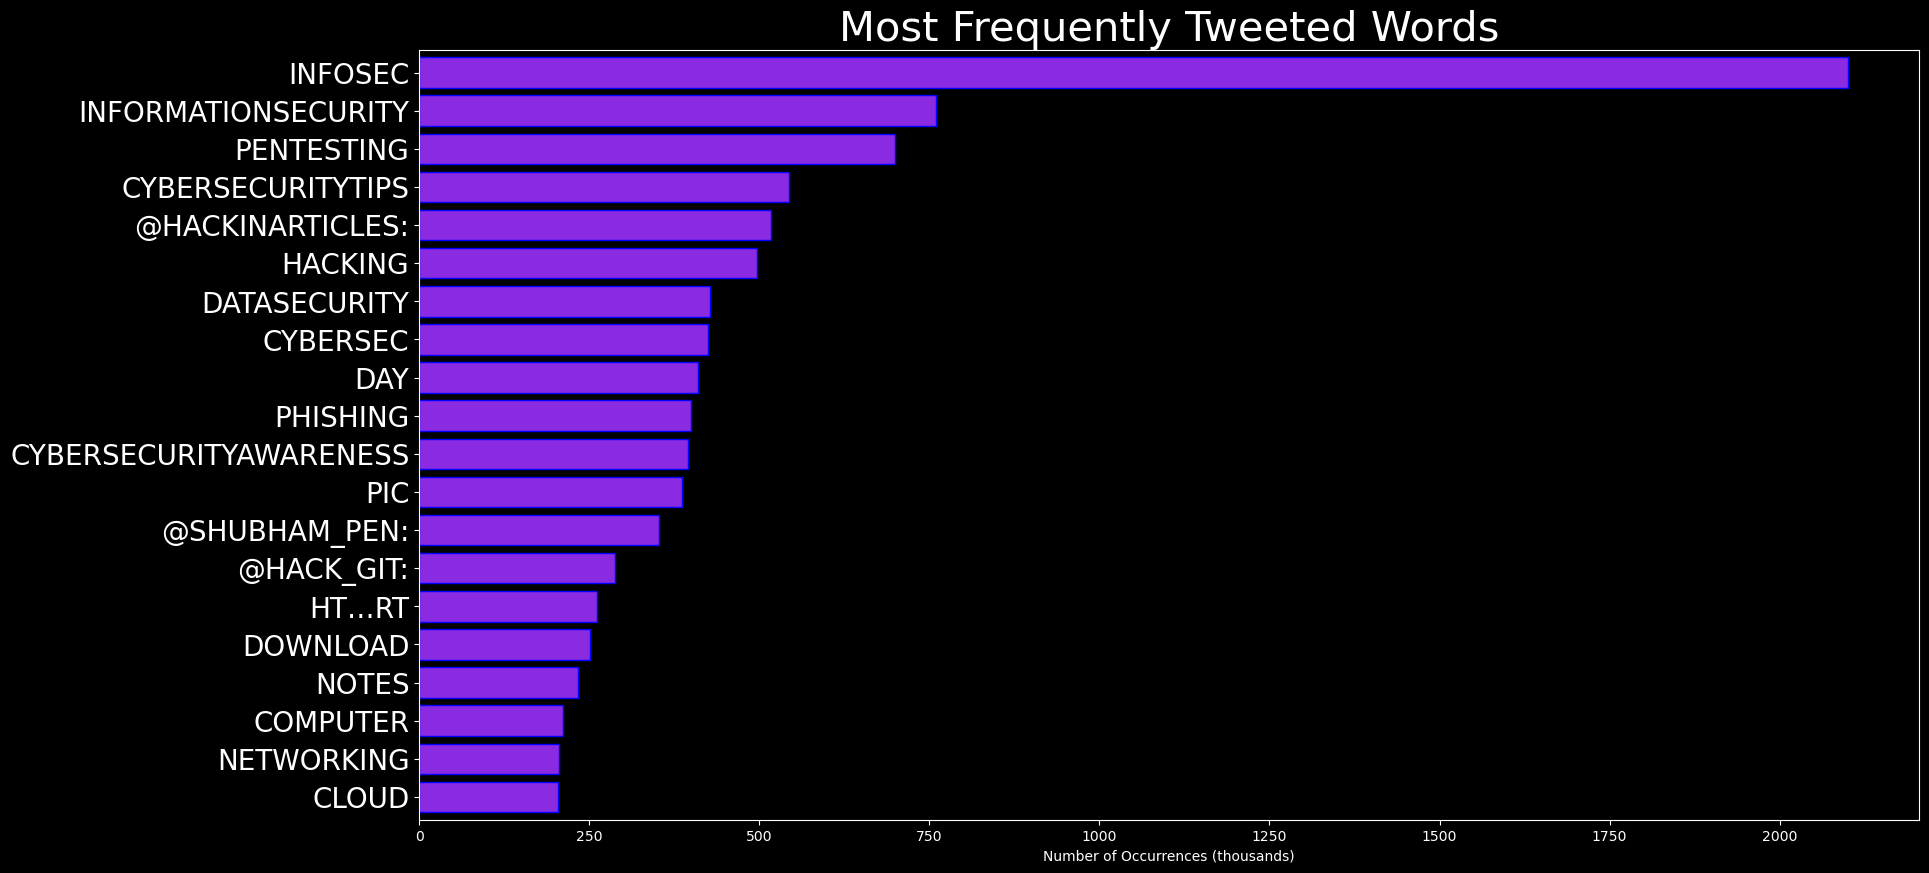 Most Frequently Tweeted Words
INFOSEC
INFORMATIONSECURITY
PENTESTING
CYBERSECURITYTIPS
@HACKINARTICLES:
HACKING
DATASECURITY
CYBERSEC
DAY
PHISHING
CYBERSECURITYAWARENESS
PIC
@SHUBHAM_PEN:
@HACK_GIT:
HT…RT
DOWNLOAD
NOTES
COMPUTER
NETWORKING
CLOUD
0 250 500 750 1000 1250 1500 1750 2000
Number of Occurrences (thousands)